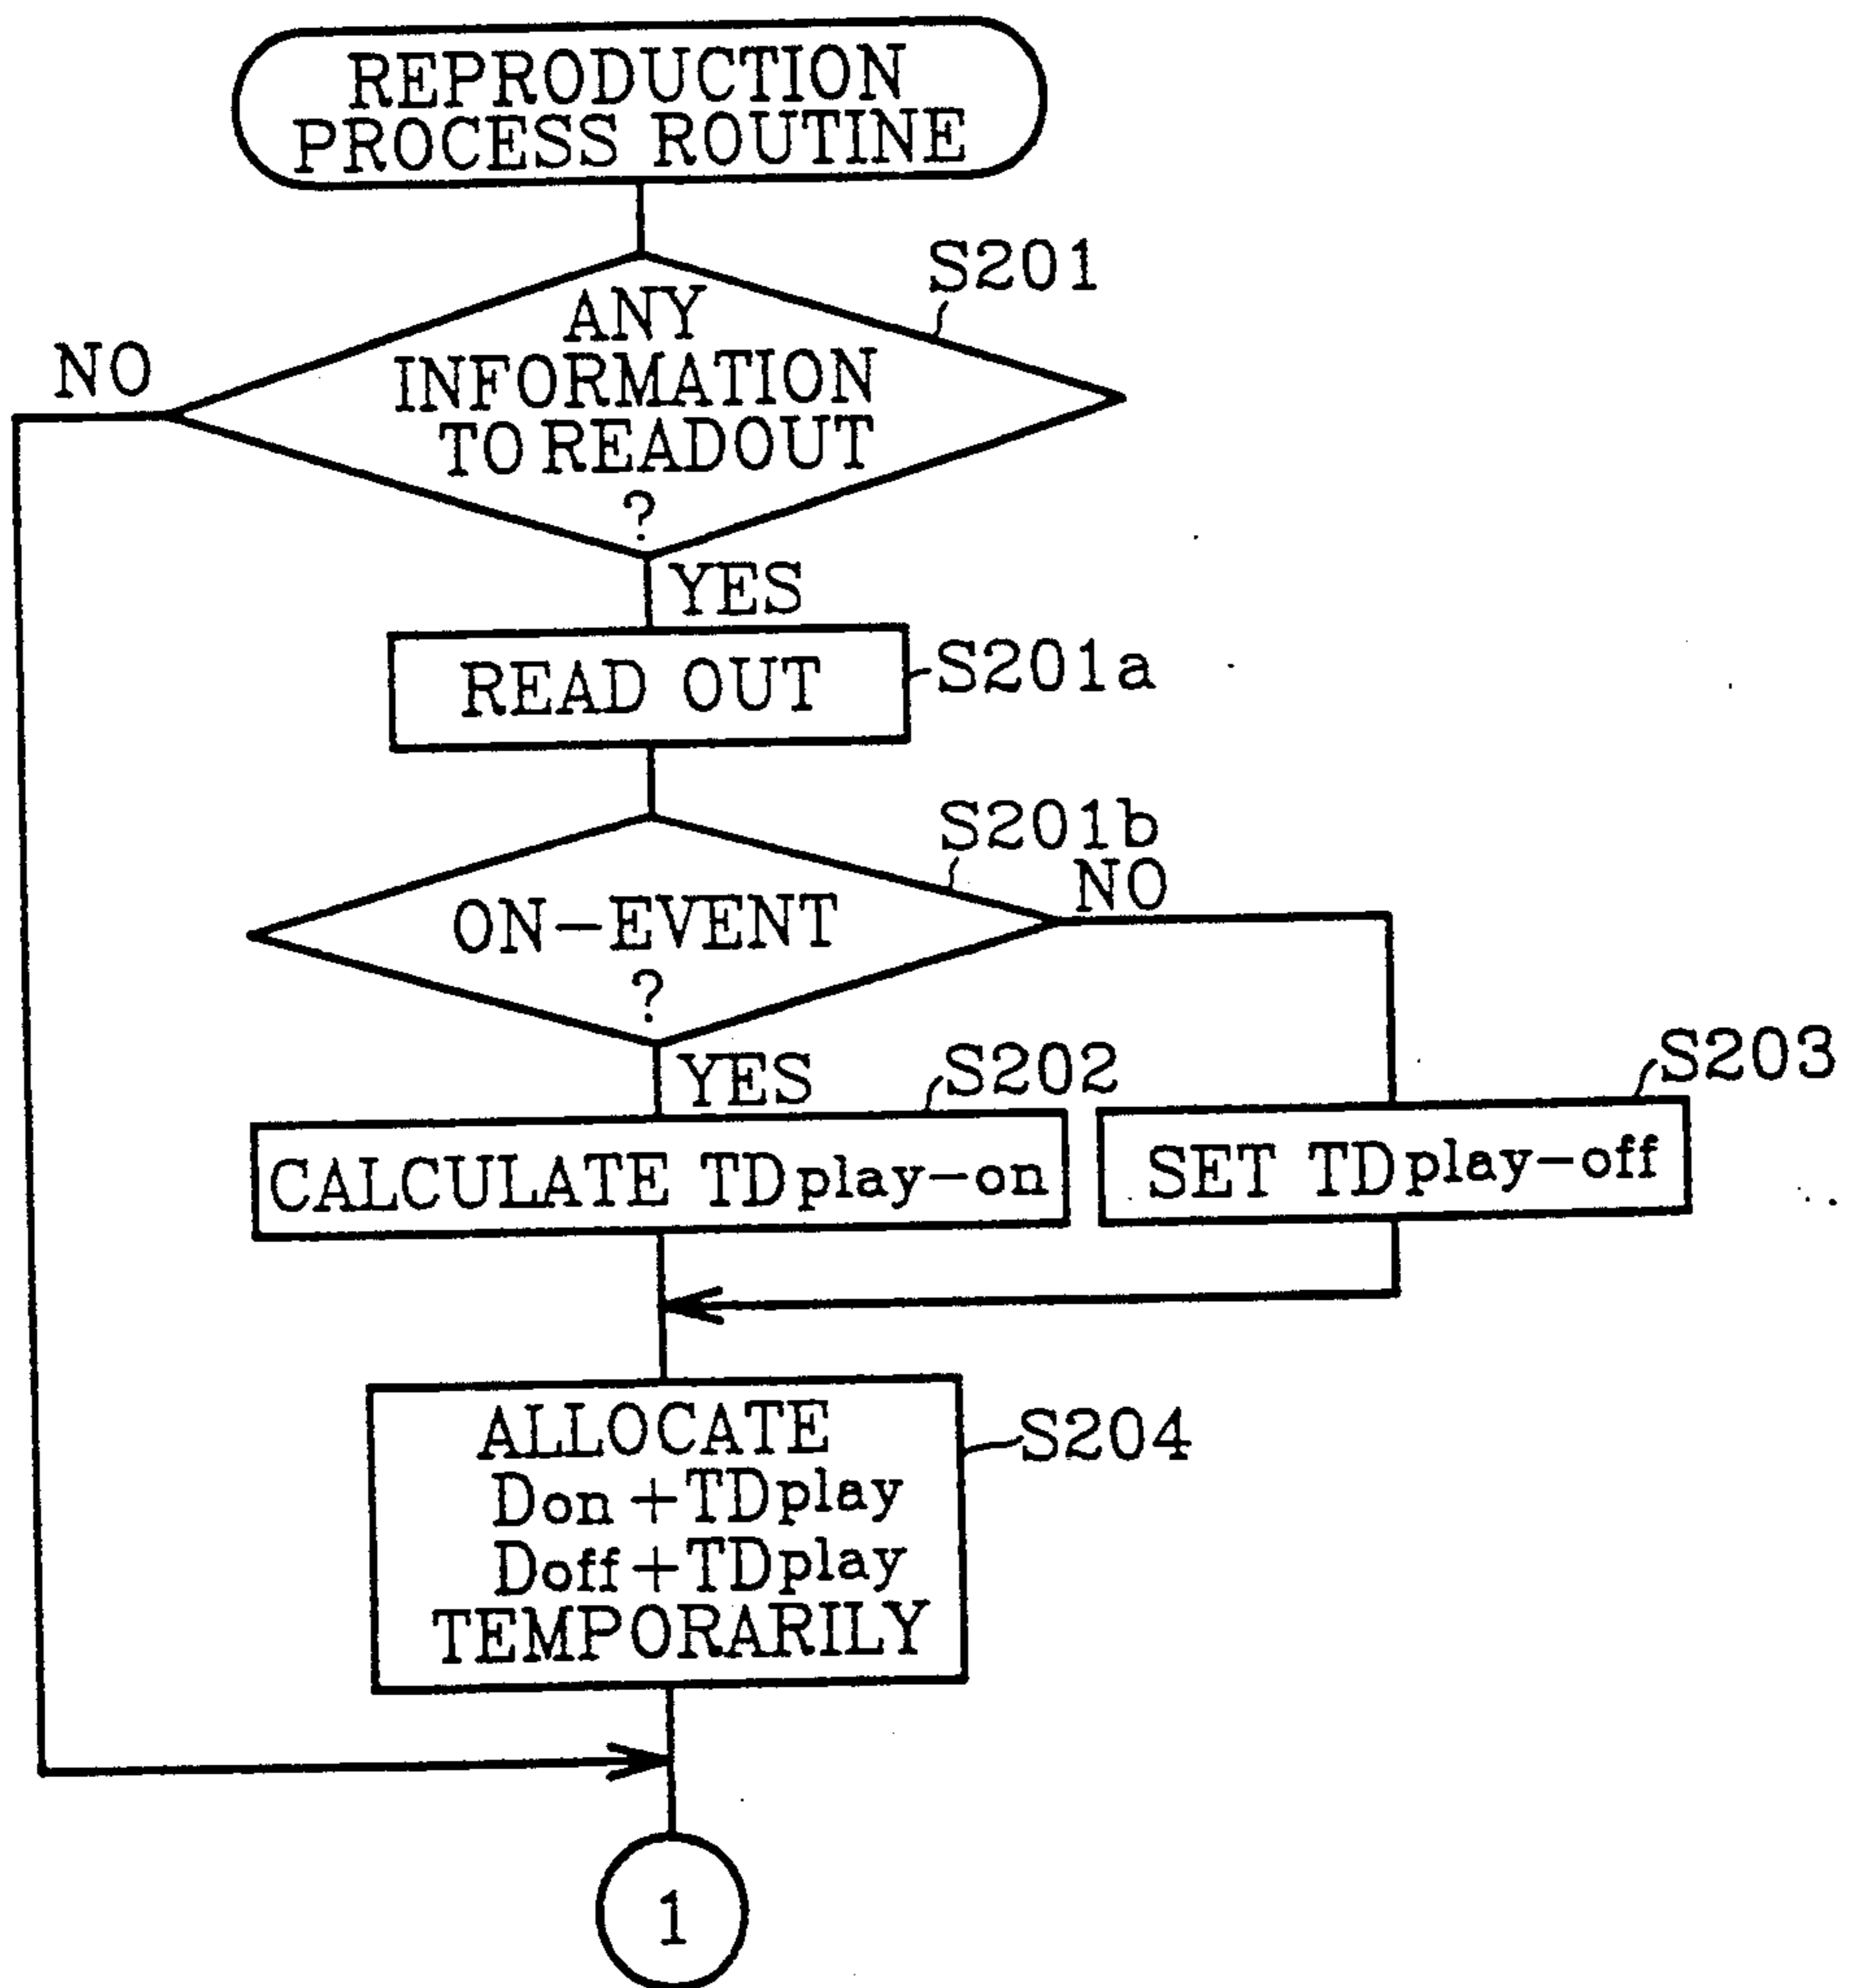 REPRODUCTION
PROCESS ROUTINE
S201
ANY
INFORMATION
TO READOUT
?
NO
YES
READ OUT
S201a
S201b
NO
ON-EVENT
?
YES
S202
S203
CALCULATE TDplay-on
SET TDplay-off
ALLOCATE
Don+TDplay
Doff+TDplay
TEMPORARILY
S204
1